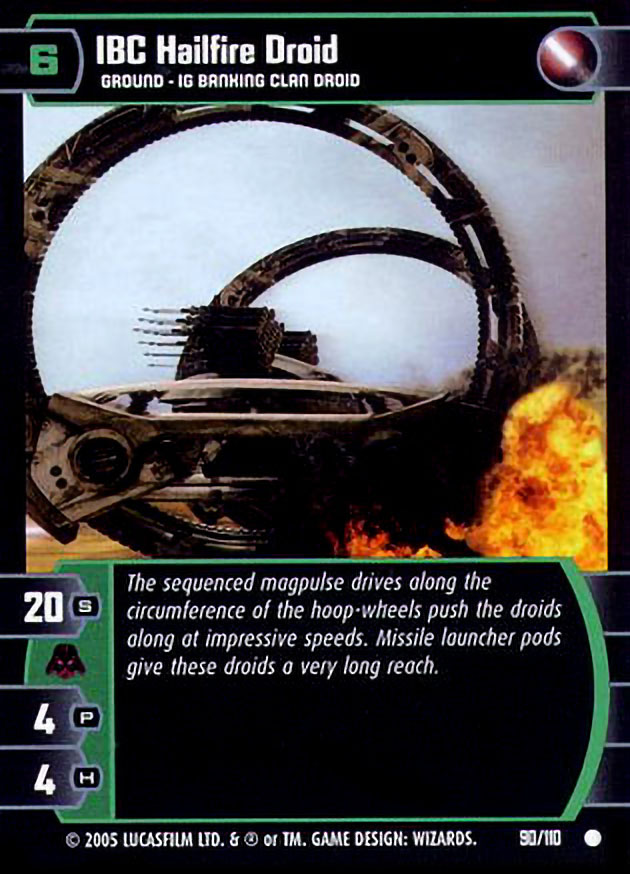 6
IBC Hailfire Droid
GROUND - IG BANKING CLAN DROID
20 S
The sequenced magpulse drives along the
circumference of the hoop-wheels push the droids
along at impressive speeds. Missile launcher pods
give these droids a very long reach.
4 P
4 H
© 2005 LUCASFILM LTD. & ® or TM. GAME DESIGN: WIZARDS. 90/110